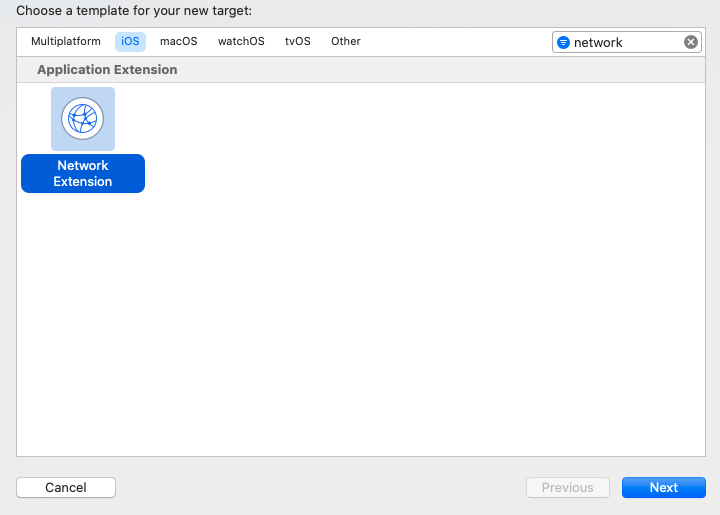 Choose a template for your new target:
Multiplatform iOS macOS watchOS tvOS Other network
Application Extension
Network
Extension
Cancel Previous Next